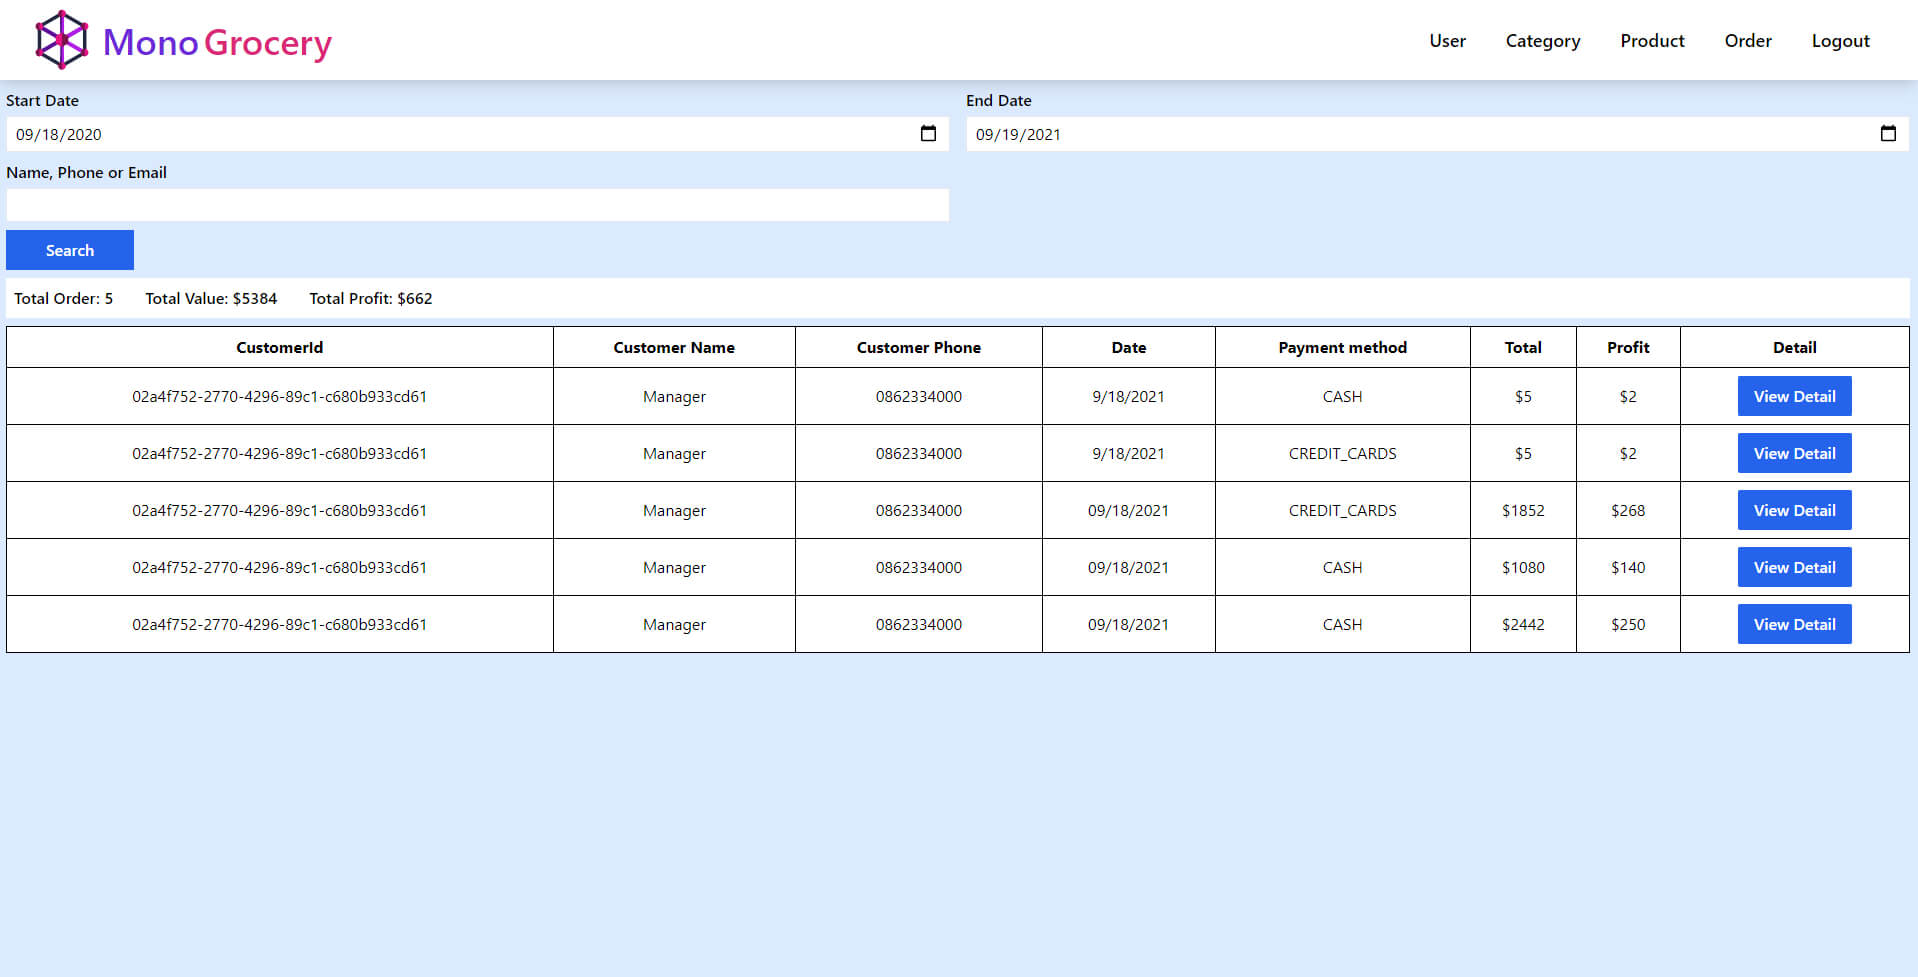 Mono Grocery
User Category Product Order Logout
Start Date End Date
09/18/2020 09/19/2021
Name, Phone or Email
Search
Total Order: 5 Total Value: $5384 Total Profit: $662
CustomerId Customer Name Customer Phone Date Payment method Total Profit Detail
02a4f752-2770-4296-89c1-c680b933cd61 Manager 0862334000 9/18/2021 CASH $5 $2 View Detail
02a4f752-2770-4296-89c1-c680b933cd61 Manager 0862334000 9/18/2021 CREDIT_CARDS $5 $2 View Detail
02a4f752-2770-4296-89c1-c680b933cd61 Manager 0862334000 09/18/2021 CREDIT_CARDS $1852 $268 View Detail
02a4f752-2770-4296-89c1-c680b933cd61 Manager 0862334000 09/18/2021 CASH $1080 $140 View Detail
02a4f752-2770-4296-89c1-c680b933cd61 Manager 0862334000 09/18/2021 CASH $2442 $250 View Detail